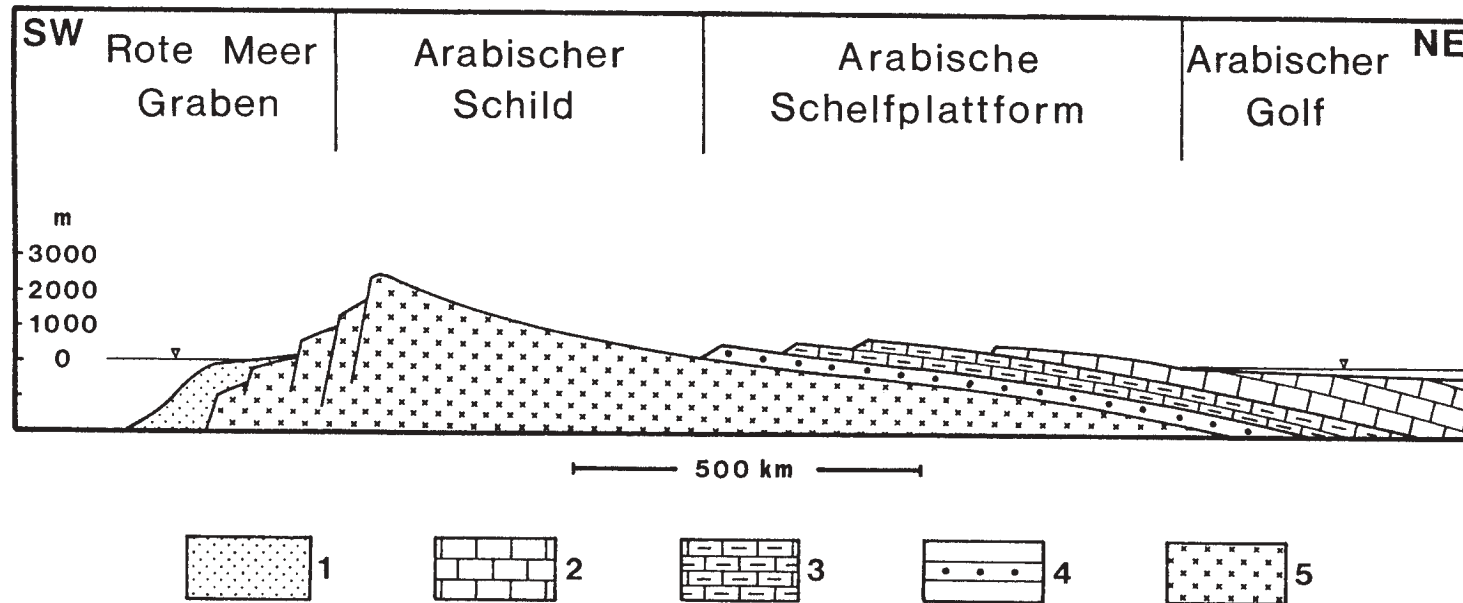 SW
NE
Rote Meer
Graben
Arabischer
Schild
Arabische
Schelfplattform
Arabischer
Golf
m
3000
2000
1000
0
500 km
1
2
3
4
5